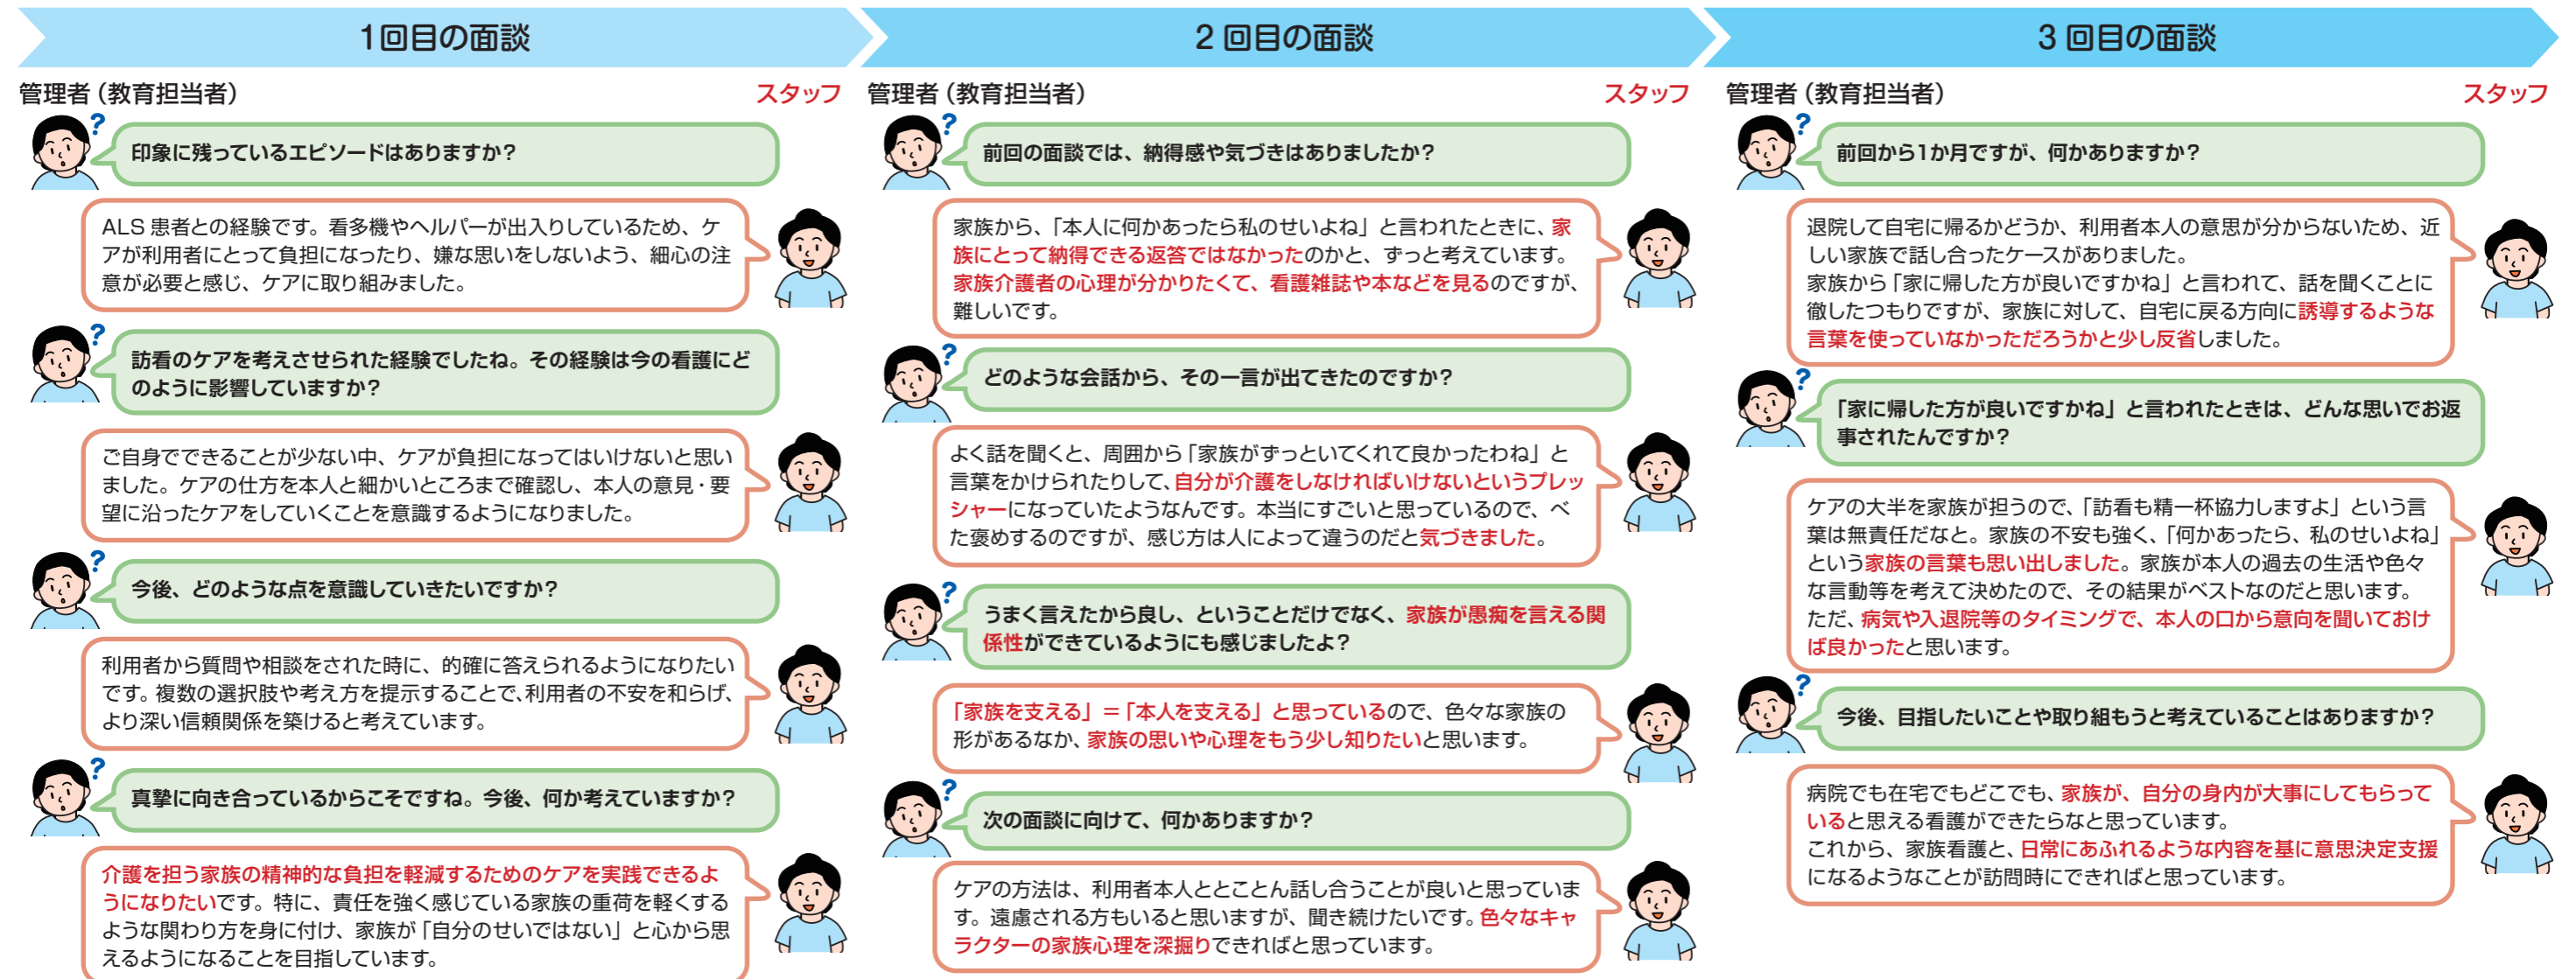 1回目の面談
管理者（教育担当者）
スタッフ
?
印象に残っているエピソードはありますか？
ALS 患者との経験です。看多機やヘルパーが出入りしているため、ケ
アが利用者にとって負担になったり、嫌な思いをしないよう、細心の注
意が必要と感じ、ケアに取り組みました。
?
訪看のケアを考えさせられた経験でしたね。その経験は今の看護にど
のように影響していますか？
ご自身でできることが少ない中、ケアが負担になってはいけないと思い
ました。ケアの仕方を本人と細かいところまで確認し、本人の意見・要
望に沿ったケアをしていくことを意識するようになりました。
?
今後、どのような点を意識していきたいですか？
利用者から質問や相談をされた時に、的確に答えられるようになりたい
です。複数の選択肢や考え方を提示することで、利用者の不安を和らげ、
より深い信頼関係を築けると考えています。
?
真摯に向き合っているからこそですね。今後、何か考えていますか？
介護を担う家族の精神的な負担を軽減するためのケアを実践できるよ
うになりたいです。特に、責任を強く感じている家族の重荷を軽くする
ような関わり方を身に付け、家族が「自分のせいではない」と心から思
えるようになることを目指しています。
2 回目の面談
管理者（教育担当者）
スタッフ
?
前回の面談では、納得感や気づきはありましたか？
家族から、「本人に何かあったら私のせいよね」と言われたときに、家
族にとって納得できる返答ではなかったのかと、ずっと考えています。
家族介護者の心理が分かりたくて、看護雑誌や本などを見るのですが、
難しいです。
?
どのような会話から、その一言が出てきたのですか？
よく話を聞くと、周囲から「家族がずっといてくれて良かったわね」と
言葉をかけられたりして、自分が介護をしなければいけないというプレッ
シャーになっていたようなんです。本当にすごいと思っているので、べ
た褒めするのですが、感じ方は人によって違うのだと気づきました。
?
うまく言えたから良し、ということだけでなく、家族が愚痴を言える関
係性ができているようにも感じましたよ？
「家族を支える」＝「本人を支える」と思っているので、色々な家族の
形があるなか、家族の思いや心理をもう少し知りたいと思います。
?
次の面談に向けて、何かありますか？
ケアの方法は、利用者本人ととことん話し合うことが良いと思っていま
す。遠慮される方もいると思いますが、聞き続けたいです。色々なキャ
ラクターの家族心理を深掘りできればと思っています。
3 回目の面談
管理者（教育担当者）
スタッフ
?
前回から1か月ですが、何かありますか？
退院して自宅に帰るかどうか、利用者本人の意思が分からないため、近
しい家族で話し合ったケースがありました。
家族から「家に帰した方が良いですかね」と言われて、話を聞くことに
徹したつもりですが、家族に対して、自宅に戻る方向に誘導するような
言葉を使っていなかっただろうかと少し反省しました。
?
「家に帰した方が良いですかね」と言われたときは、どんな思いでお返
事されたんですか？
ケアの大半を家族が担うので、「訪看も精一杯協力しますよ」という言
葉は無責任だなと。家族の不安も強く、「何かあったら、私のせいよね」
という家族の言葉も思い出しました。家族が本人の過去の生活や色々
な言動等を考えて決めたので、その結果がベストなのだと思います。
ただ、病気や入退院等のタイミングで、本人の口から意向を聞いておけ
ば良かったと思います。
?
今後、目指したいことや取り組もうと考えていることはありますか？
病院でも在宅でもどこでも、家族が、自分の身内が大事にしてもらって
いると思える看護ができたらなと思っています。
これから、家族看護と、日常にあふれるような内容を基に意思決定支援
になるようなことが訪問時にできればと思っています。